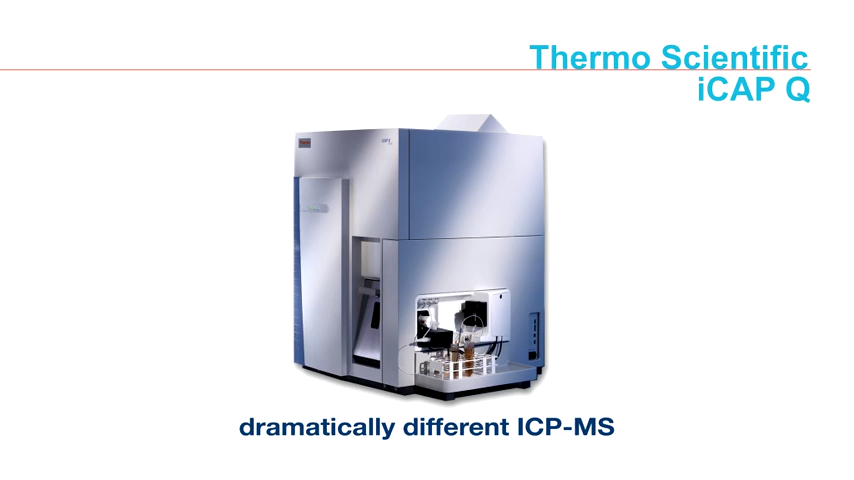 Thermo Scientific
iCAP Q
dramatically different ICP-MS